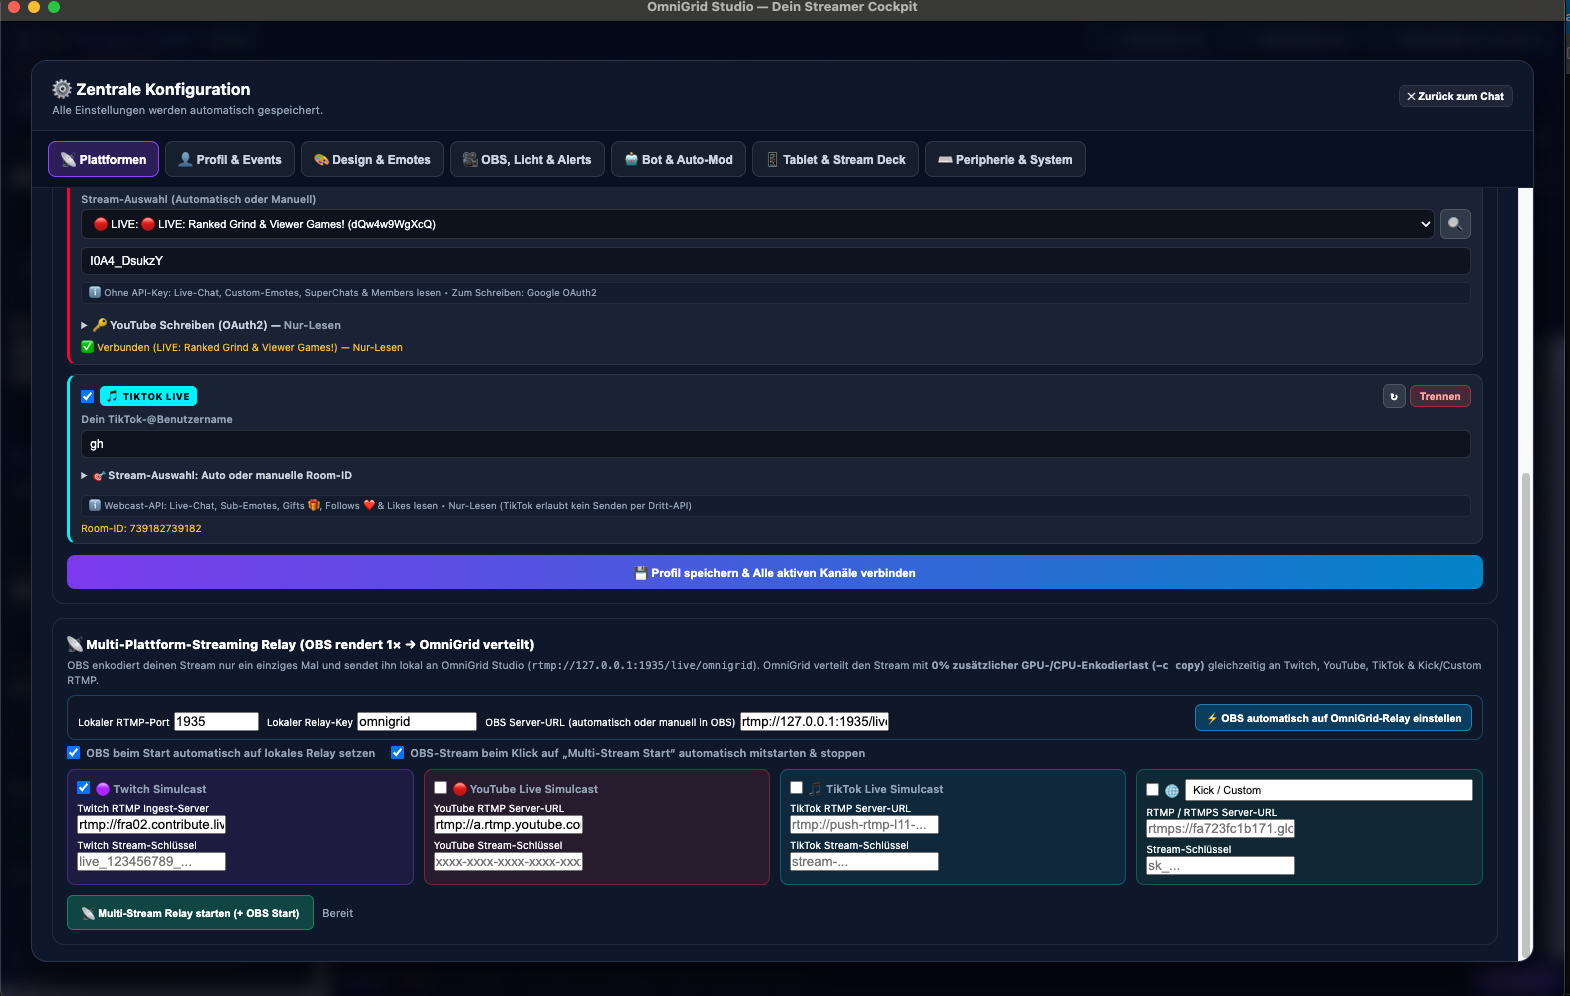 OmniGrid Studio — Dein Streamer Cockpit
⚙️ Zentrale Konfiguration
Alle Einstellungen werden automatisch gespeichert.
✕ Zurück zum Chat
📡 Plattformen
👤 Profil & Events
🎨 Design & Emotes
🎥 OBS, Licht & Alerts
🤖 Bot & Auto-Mod
📱 Tablet & Stream Deck
⌨️ Peripherie & System
Stream-Auswahl (Automatisch oder Manuell)
🔴 LIVE: 🔴 LIVE: Ranked Grind & Viewer Games! (dQw4w9WgXcQ)
I0A4_DsukzY
ℹ️ Ohne API-Key: Live-Chat, Custom-Emotes, SuperChats & Members lesen • Zum Schreiben: Google OAuth2
▶ 🔑 YouTube Schreiben (OAuth2) — Nur-Lesen
✅ Verbunden (LIVE: Ranked Grind & Viewer Games!) — Nur-Lesen
🎵 TIKTOK LIVE
↻ Trennen
Dein TikTok-@Benutzername
gh
▶ 🎯 Stream-Auswahl: Auto oder manuelle Room-ID
ℹ️ Webcast-API: Live-Chat, Sub-Emotes, Gifts 🎁, Follows ❤️ & Likes lesen • Nur-Lesen (TikTok erlaubt kein Senden per Dritt-API)
Room-ID: 739182739182
💾 Profil speichern & Alle aktiven Kanäle verbinden
📡 Multi-Plattform-Streaming Relay (OBS rendert 1× → OmniGrid verteilt)
OBS enkodiert deinen Stream nur ein einziges Mal und sendet ihn lokal an OmniGrid Studio (rtmp://127.0.0.1:1935/live/omnigrid). OmniGrid verteilt den Stream mit 0% zusätzlicher GPU-/CPU-Enkodierlast (-c copy) gleichzeitig an Twitch, YouTube, TikTok & Kick/Custom
RTMP.
Lokaler RTMP-Port 1935 Lokaler Relay-Key omnigrid OBS Server-URL (automatisch oder manuell in OBS) rtmp://127.0.0.1:1935/live
⚡ OBS automatisch auf OmniGrid-Relay einstellen
OBS beim Start automatisch auf lokales Relay setzen
OBS-Stream beim Klick auf „Multi-Stream Start" automatisch mitstarten & stoppen
🟣 Twitch Simulcast
Twitch RTMP Ingest-Server
rtmp://fra02.contribute.liv
Twitch Stream-Schlüssel
live_123456789_...
🔴 YouTube Live Simulcast
YouTube RTMP Server-URL
rtmp://a.rtmp.youtube.co
YouTube Stream-Schlüssel
xxxx-xxxx-xxxx-xxxx-xxx
🎵 TikTok Live Simulcast
TikTok RTMP Server-URL
rtmp://push-rtmp-l11-...
TikTok Stream-Schlüssel
stream-...
🌐 Kick / Custom
RTMP / RTMPS Server-URL
rtmps://fa723fc1b171.glo
Stream-Schlüssel
sk_...
📡 Multi-Stream Relay starten (+ OBS Start)
Bereit